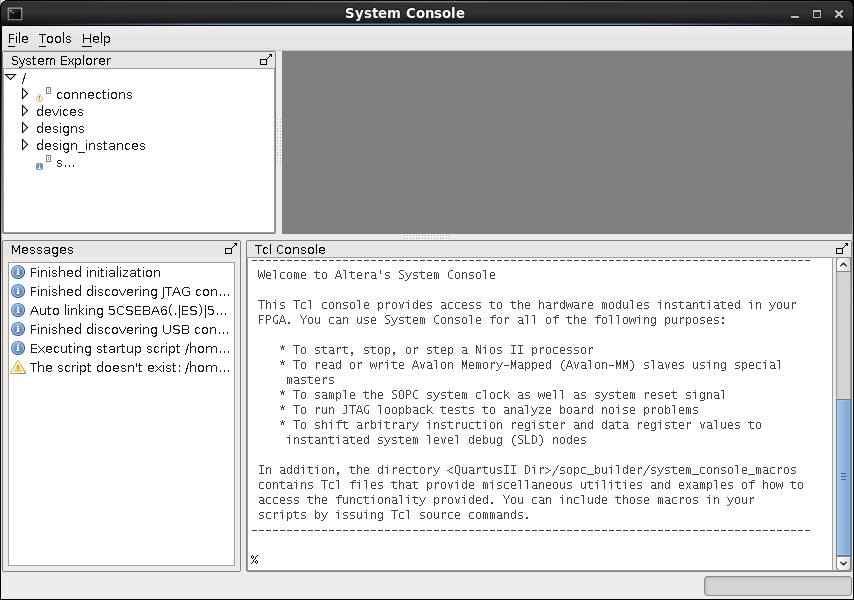 System Console
File Tools Help
System Explorer
/
connections
devices
designs
design_instances
s...
Messages
Finished initialization
Finished discovering JTAG con...
Auto linking 5CSEBA6(.|ES)|5...
Finished discovering USB con...
Executing startup script /hom...
The script doesn't exist: /hom...
Tcl Console
--------------------------------------------------------------------------------
Welcome to Altera's System Console
This Tcl console provides access to the hardware modules instantiated in your
FPGA. You can use System Console for all of the following purposes:
* To start, stop, or step a Nios II processor
* To read or write Avalon Memory-Mapped (Avalon-MM) slaves using special
masters
* To sample the SOPC system clock as well as system reset signal
* To run JTAG loopback tests to analyze board noise problems
* To shift arbitrary instruction register and data register values to
instantiated system level debug (SLD) nodes
In addition, the directory <QuartusII Dir>/sopc_builder/system_console_macros
contains Tcl files that provide miscellaneous utilities and examples of how to
access the functionality provided. You can include those macros in your
scripts by issuing Tcl source commands.
--------------------------------------------------------------------------------
%